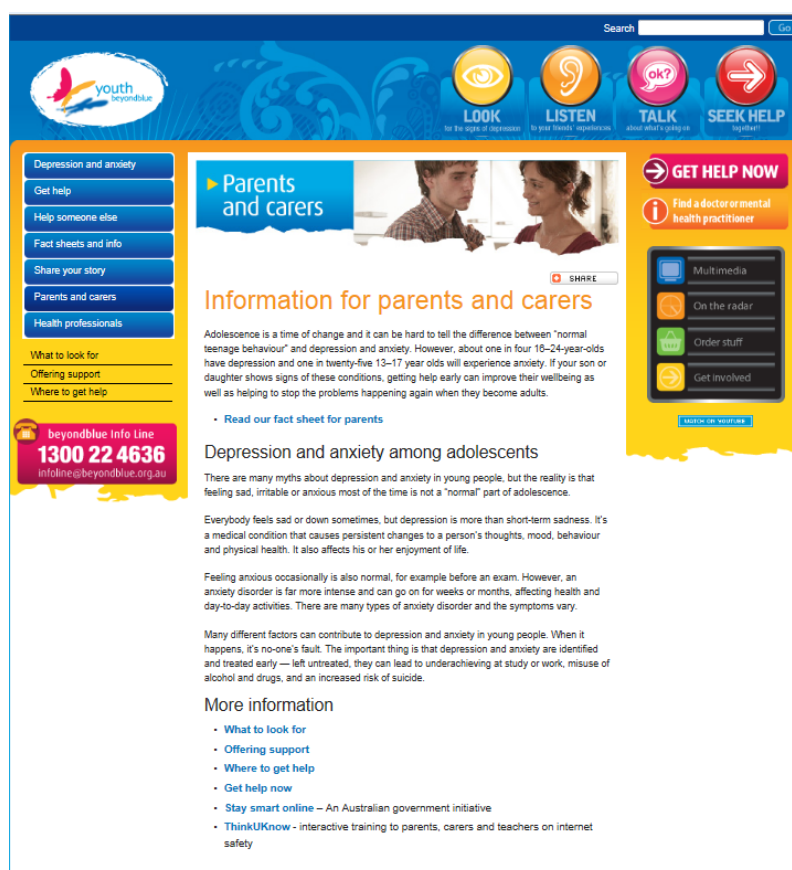 Search
Go
youth
beyondblue
LOOK
for the signs of depression
LISTEN
to your friends' experiences
ok?
TALK
about what's going on
SEEK HELP
together!!
Depression and anxiety
Get help
Help someone else
Fact sheets and info
Share your story
Parents and carers
Health professionals
What to look for
Offering support
Where to get help
beyondblue Info Line
1300 22 4636
infoline@beyondblue.org.au
Parents
and carers
SHARE
Information for parents and carers
Adolescence is a time of change and it can be hard to tell the difference between "normal
teenage behaviour" and depression and anxiety. However, about one in four 16–24-year-olds
have depression and one in twenty-five 13–17 year olds will experience anxiety. If your son or
daughter shows signs of these conditions, getting help early can improve their wellbeing as
well as helping to stop the problems happening again when they become adults.
• Read our fact sheet for parents
Depression and anxiety among adolescents
There are many myths about depression and anxiety in young people, but the reality is that
feeling sad, irritable or anxious most of the time is not a "normal" part of adolescence.
Everybody feels sad or down sometimes, but depression is more than short-term sadness. It's
a medical condition that causes persistent changes to a person's thoughts, mood, behaviour
and physical health. It also affects his or her enjoyment of life.
Feeling anxious occasionally is also normal, for example before an exam. However, an
anxiety disorder is far more intense and can go on for weeks or months, affecting health and
day-to-day activities. There are many types of anxiety disorder and the symptoms vary.
Many different factors can contribute to depression and anxiety in young people. When it
happens, it's no-one's fault. The important thing is that depression and anxiety are identified
and treated early — left untreated, they can lead to underachieving at study or work, misuse of
alcohol and drugs, and an increased risk of suicide.
More information
• What to look for
• Offering support
• Where to get help
• Get help now
• Stay smart online – An Australian government initiative
• ThinkUKnow - interactive training to parents, carers and teachers on internet
safety
GET HELP NOW
Find a doctor or mental
health practitioner
Multimedia
On the radar
Order stuff
Get involved
WATCH ON YOUTUBE